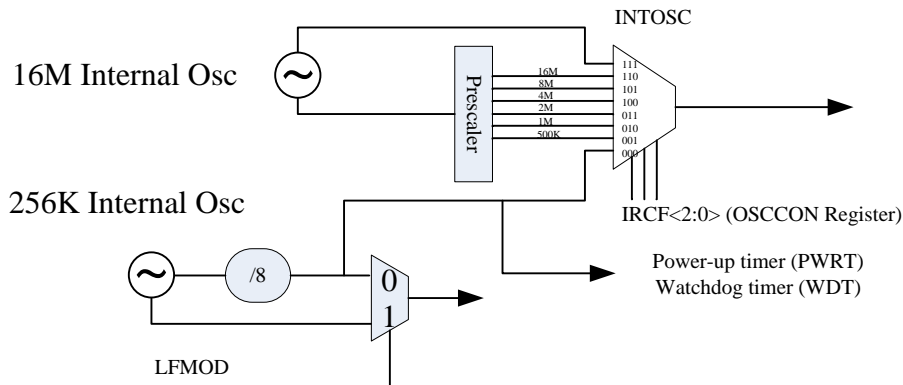 INTOSC
16M Internal Osc
Prescaler
16M
8M
4M
2M
1M
500K
111
110
101
100
011
010
001
000
256K Internal Osc
IRCF<2:0> (OSCCON Register)
/8
0
1
Power-up timer (PWRT)
Watchdog timer (WDT)
LFMOD